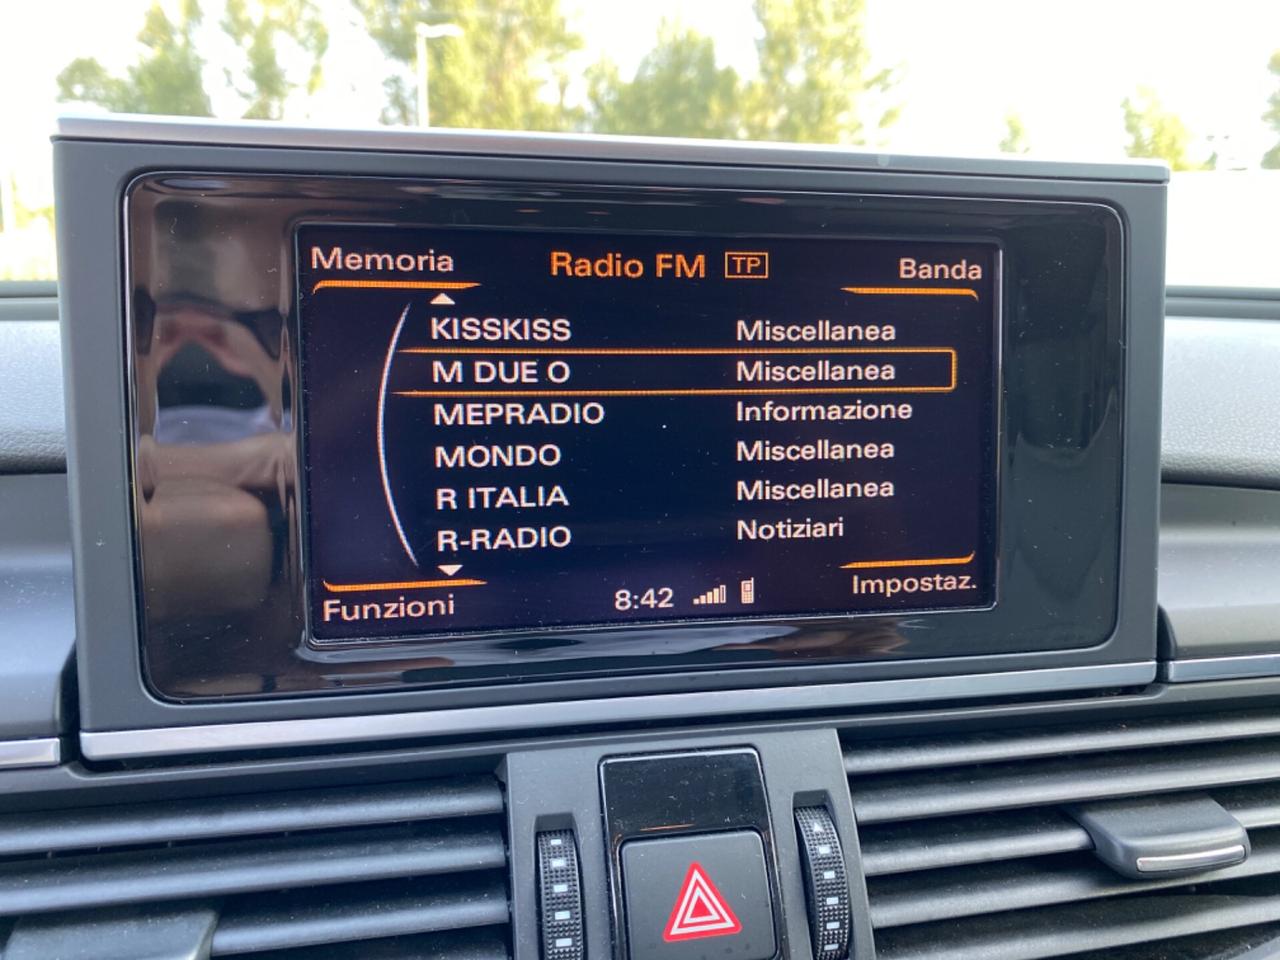 Memoria Radio FM TP Banda
KISSKISS Miscellanea
M DUE O Miscellanea
MEPRADIO Informazione
MONDO Miscellanea
R ITALIA Miscellanea
R-RADIO Notiziari
Funzioni 8:42 Impostaz.